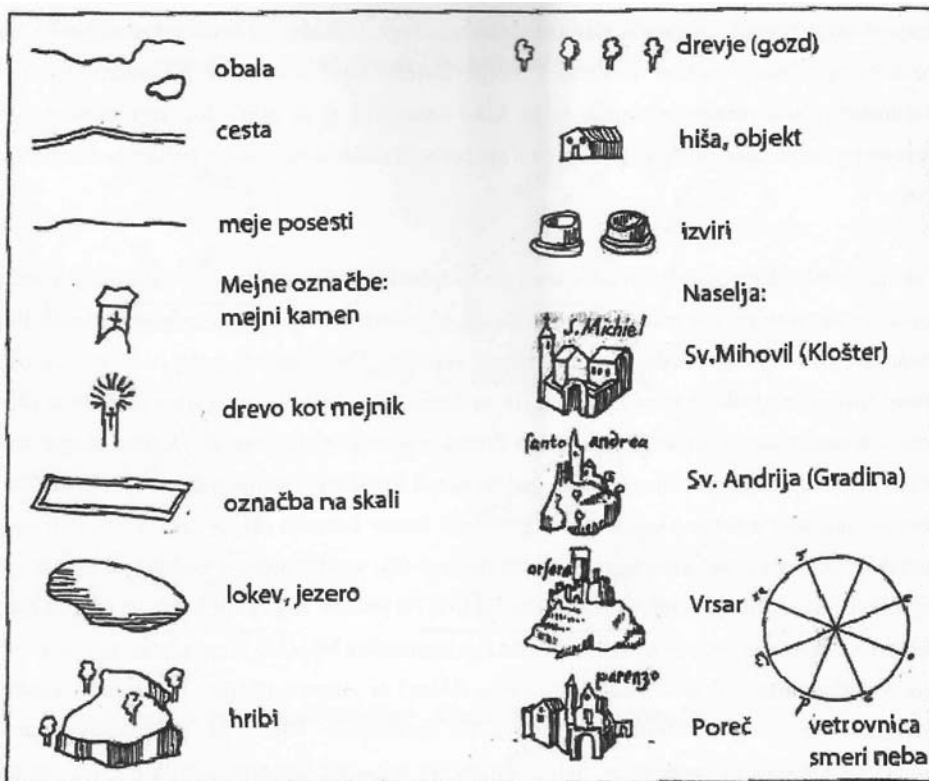 obala
cesta
meje posesti
Mejne označbe:
mejni kamen
drevo kot mejnik
označba na skali
lokev, jezero
hribi
drevje (gozd)
hiša, objekt
izviri
Naselja:
S. Michiel
Sv.Mihovil (Klošter)
santo andrea
Sv. Andrija (Gradina)
orsera
Vrsar
parenzo
Poreč
vetrovnica
smeri neba